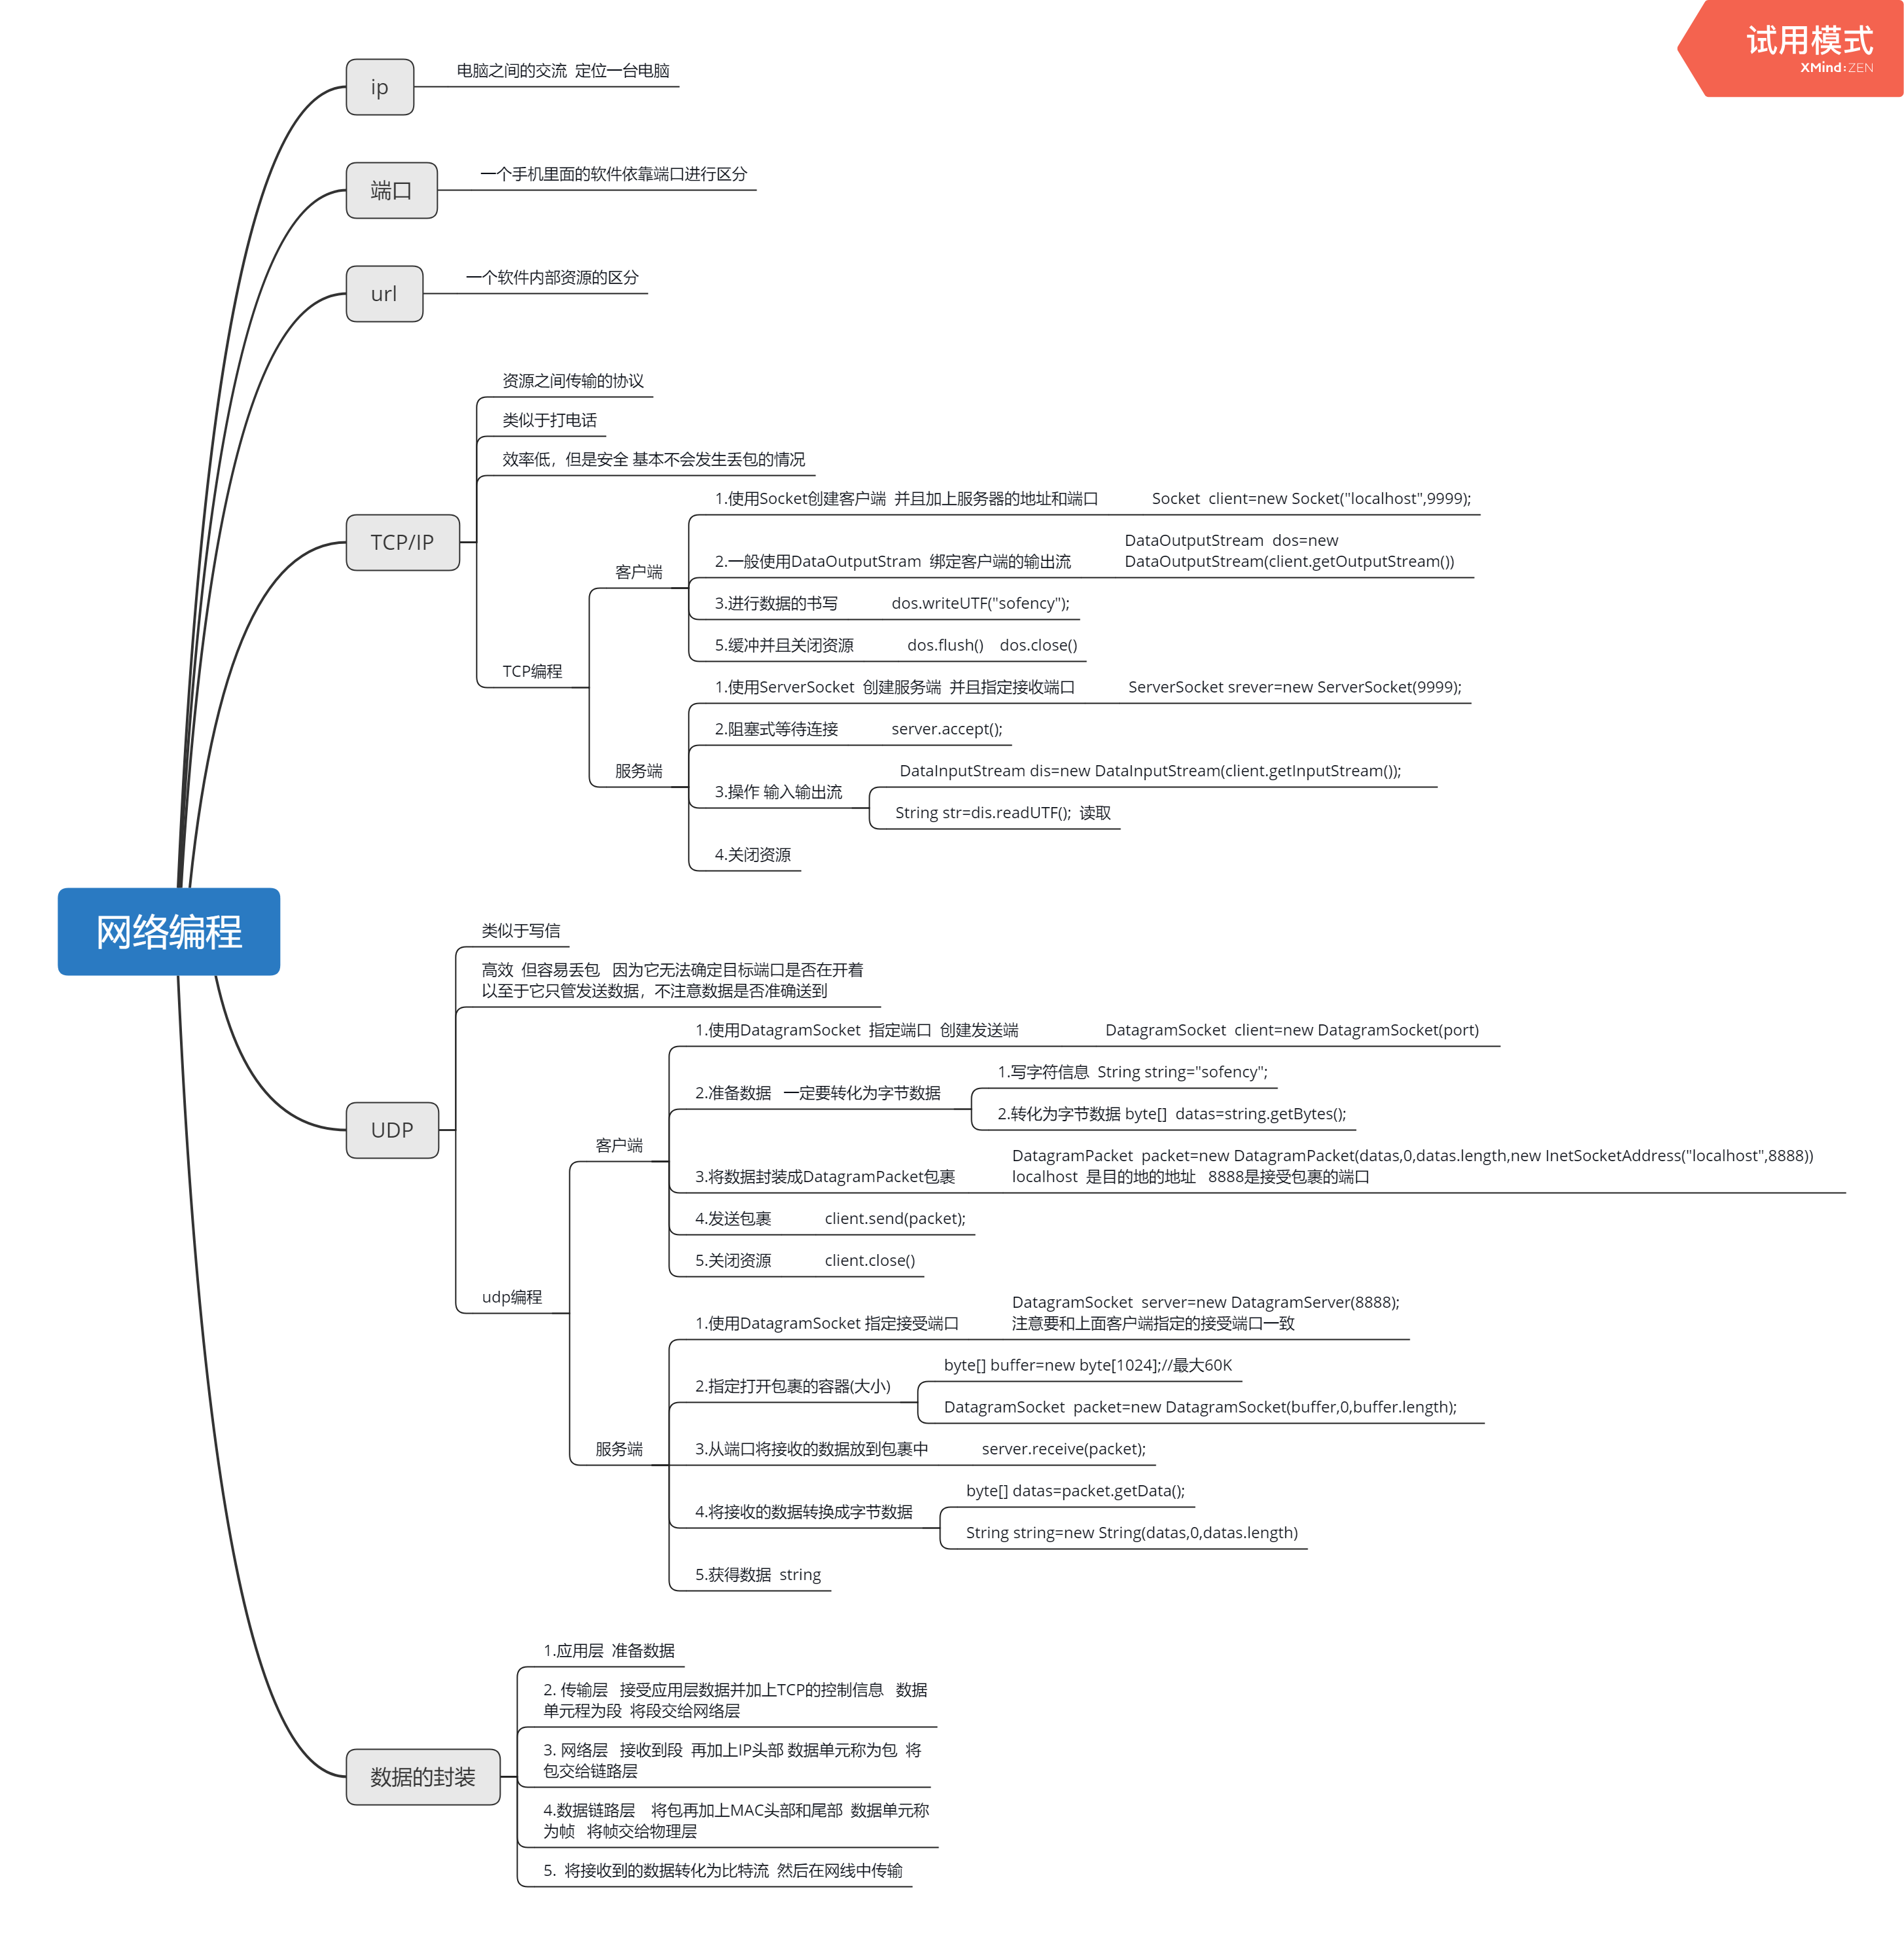 试用模式
XMind:ZEN
网络编程
ip
电脑之间的交流  定位一台电脑
端口
一个手机里面的软件依靠端口进行区分
url
一个软件内部资源的区分
TCP/IP
资源之间传输的协议
类似于打电话
效率低，但是安全 基本不会发生丢包的情况
TCP编程
客户端
1.使用Socket创建客户端  并且加上服务器的地址和端口
Socket  client=new Socket("localhost",9999);
2.一般使用DataOutputStram  绑定客户端的输出流
DataOutputStream  dos=new
DataOutputStream(client.getOutputStream())
3.进行数据的书写
dos.writeUTF("sofency");
5.缓冲并且关闭资源
dos.flush()    dos.close()
服务端
1.使用ServerSocket  创建服务端  并且指定接收端口
ServerSocket srever=new ServerSocket(9999);
2.阻塞式等待连接
server.accept();
3.操作 输入输出流
DataInputStream dis=new DataInputStream(client.getInputStream());
String str=dis.readUTF();  读取
4.关闭资源
UDP
类似于写信
高效  但容易丢包   因为它无法确定目标端口是否在开着
以至于它只管发送数据，不注意数据是否准确送到
udp编程
客户端
1.使用DatagramSocket  指定端口  创建发送端
DatagramSocket  client=new DatagramSocket(port)
2.准备数据   一定要转化为字节数据
1.写字符信息  String string="sofency";
2.转化为字节数据 byte[]  datas=string.getBytes();
3.将数据封装成DatagramPacket包裹
DatagramPacket  packet=new DatagramPacket(datas,0,datas.length,new InetSocketAddress("localhost",8888))
localhost  是目的地的地址   8888是接受包裹的端口
4.发送包裹
client.send(packet);
5.关闭资源
client.close()
服务端
1.使用DatagramSocket 指定接受端口
DatagramSocket  server=new DatagramServer(8888);
注意要和上面客户端指定的接受端口一致
2.指定打开包裹的容器(大小)
byte[] buffer=new byte[1024];//最大60K
DatagramSocket  packet=new DatagramSocket(buffer,0,buffer.length);
3.从端口将接收的数据放到包裹中
server.receive(packet);
4.将接收的数据转换成字节数据
byte[] datas=packet.getData();
String string=new String(datas,0,datas.length)
5.获得数据  string
数据的封装
1.应用层  准备数据
2. 传输层   接受应用层数据并加上TCP的控制信息   数据
单元程为段  将段交给网络层
3. 网络层   接收到段  再加上IP头部 数据单元称为包  将
包交给链路层
4.数据链路层    将包再加上MAC头部和尾部  数据单元称
为帧   将帧交给物理层
5.  将接收到的数据转化为比特流  然后在网线中传输